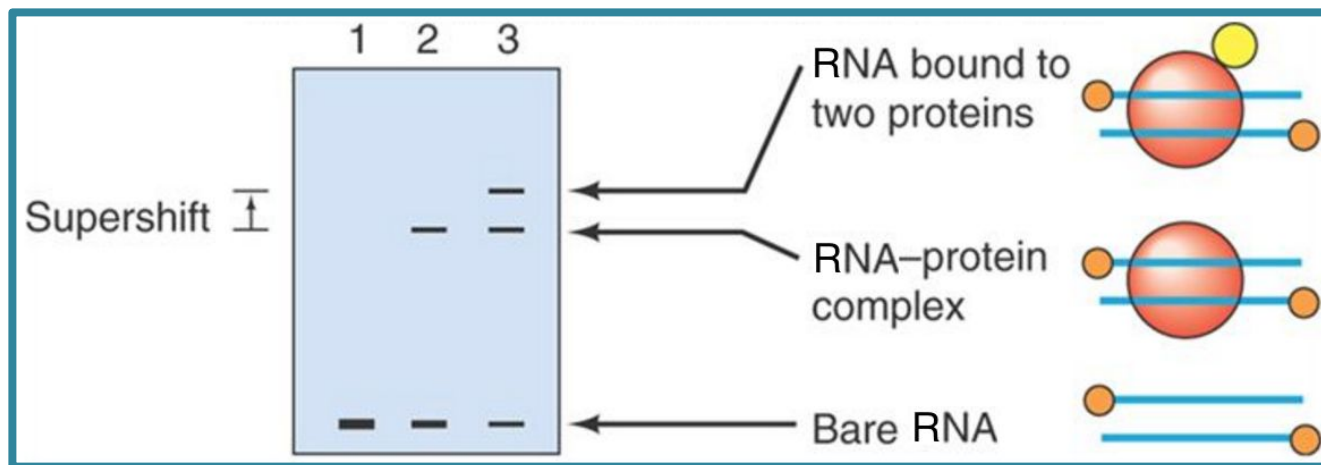 1 2 3
RNA bound to
two proteins
Supershift
RNA–protein
complex
Bare RNA